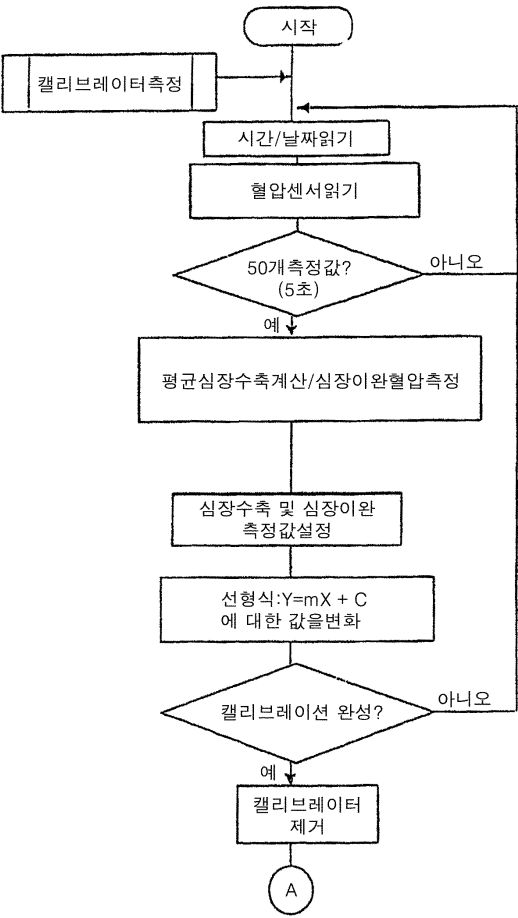 시작
캘리브레이터측정
시간/날짜읽기
혈압센서읽기
50개측정값?
(5초)
아니오
예
평균심장수축계산/심장이완혈압측정
심장수축 및 심장이완
측정값설정
선형식:Y=mX + C
에 대한 값을변화
캘리브레이션 완성?
아니오
예
캘리브레이터
제거
A